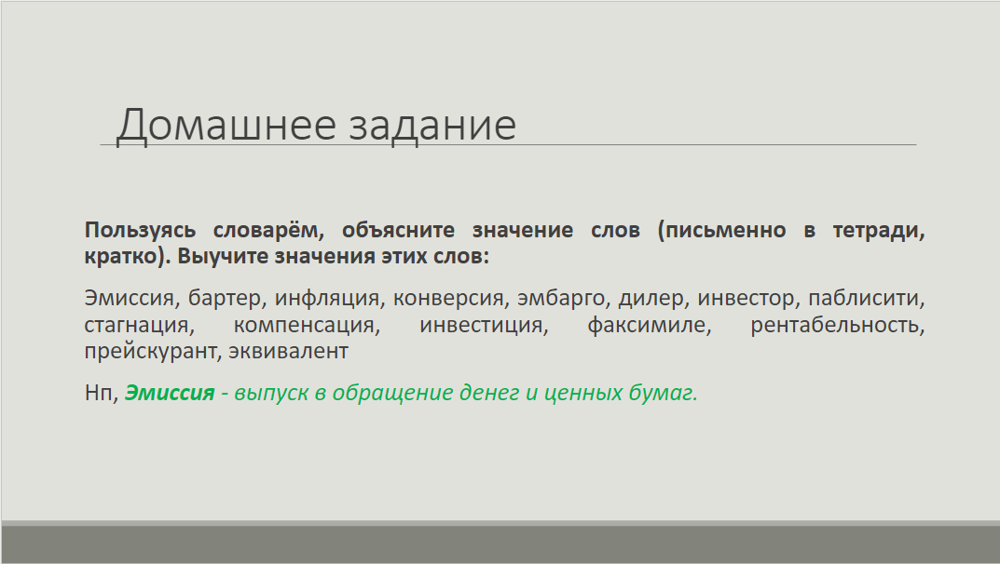 Домашнее задание
Пользуясь словарём, объясните значение слов (письменно в тетради,
кратко). Выучите значения этих слов:
Эмиссия, бартер, инфляция, конверсия, эмбарго, дилер, инвестор, паблисити,
стагнация, компенсация, инвестиция, факсимиле, рентабельность,
прейскурант, эквивалент
Нп, Эмиссия - выпуск в обращение денег и ценных бумаг.